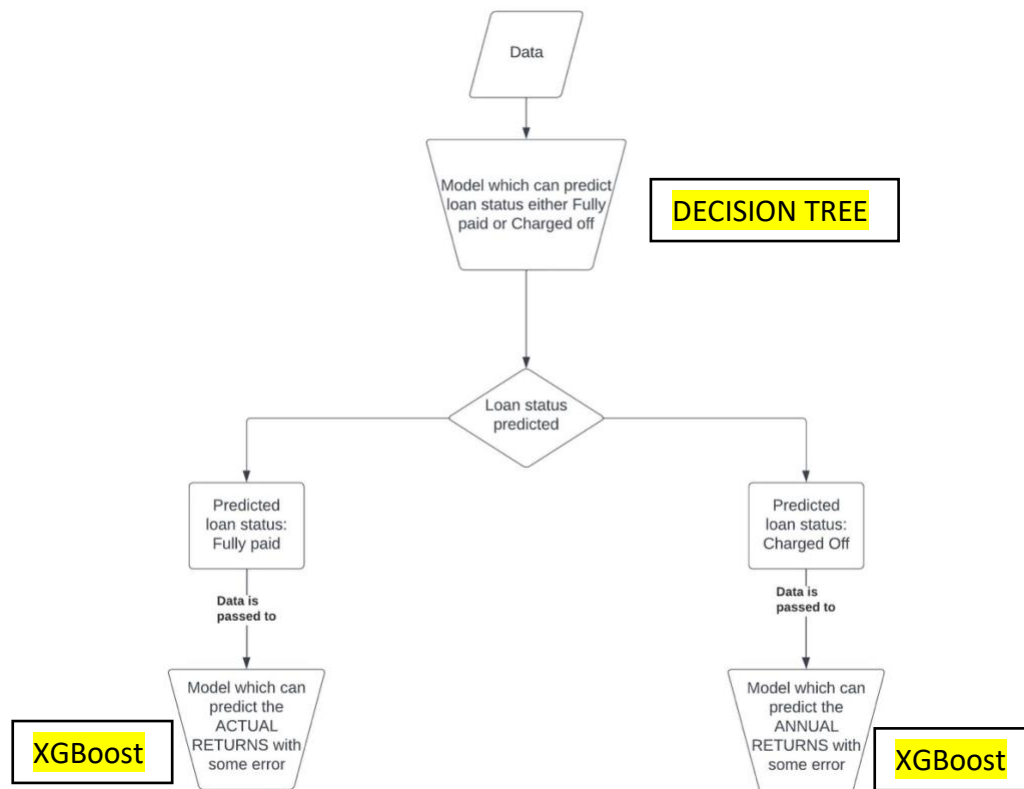 Data
Model which can predict
loan status either Fully
paid or Charged off
DECISION TREE
Loan status
predicted
Predicted
loan status:
Fully paid
Predicted
loan status:
Charged Off
Data is
passed to
Data is
passed to
Model which can
predict the
ACTUAL
RETURNS with
some error
XGBoost
Model which can
predict the
ANNUAL
RETURNS with
some error
XGBoost